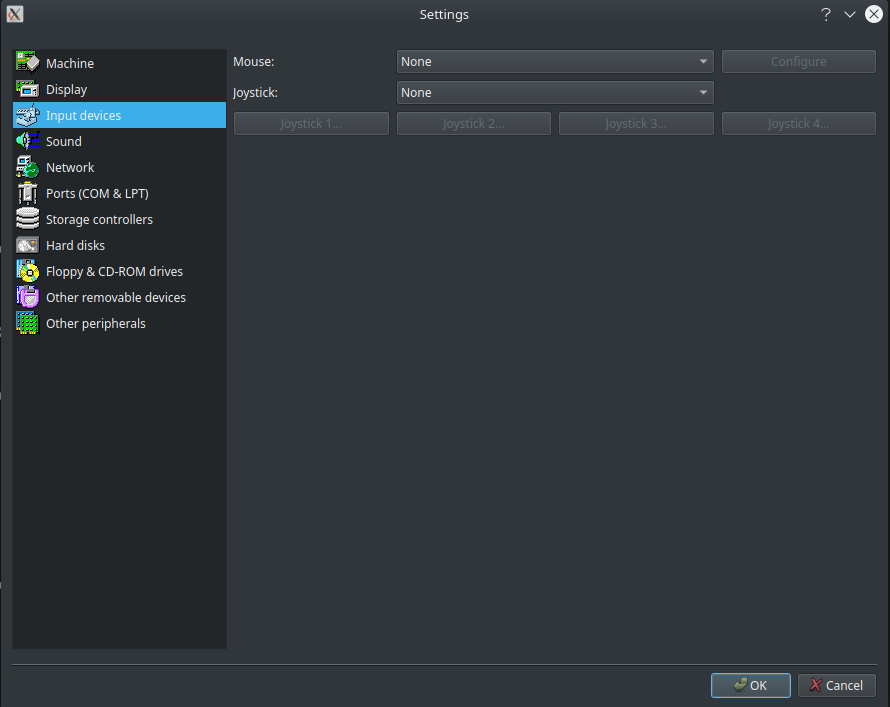 Settings
Machine
Display
Input devices
Sound
Network
Ports (COM & LPT)
Storage controllers
Hard disks
Floppy & CD-ROM drives
Other removable devices
Other peripherals
Mouse: None Configure
Joystick: None
Joystick 1... Joystick 2... Joystick 3... Joystick 4...
OK Cancel